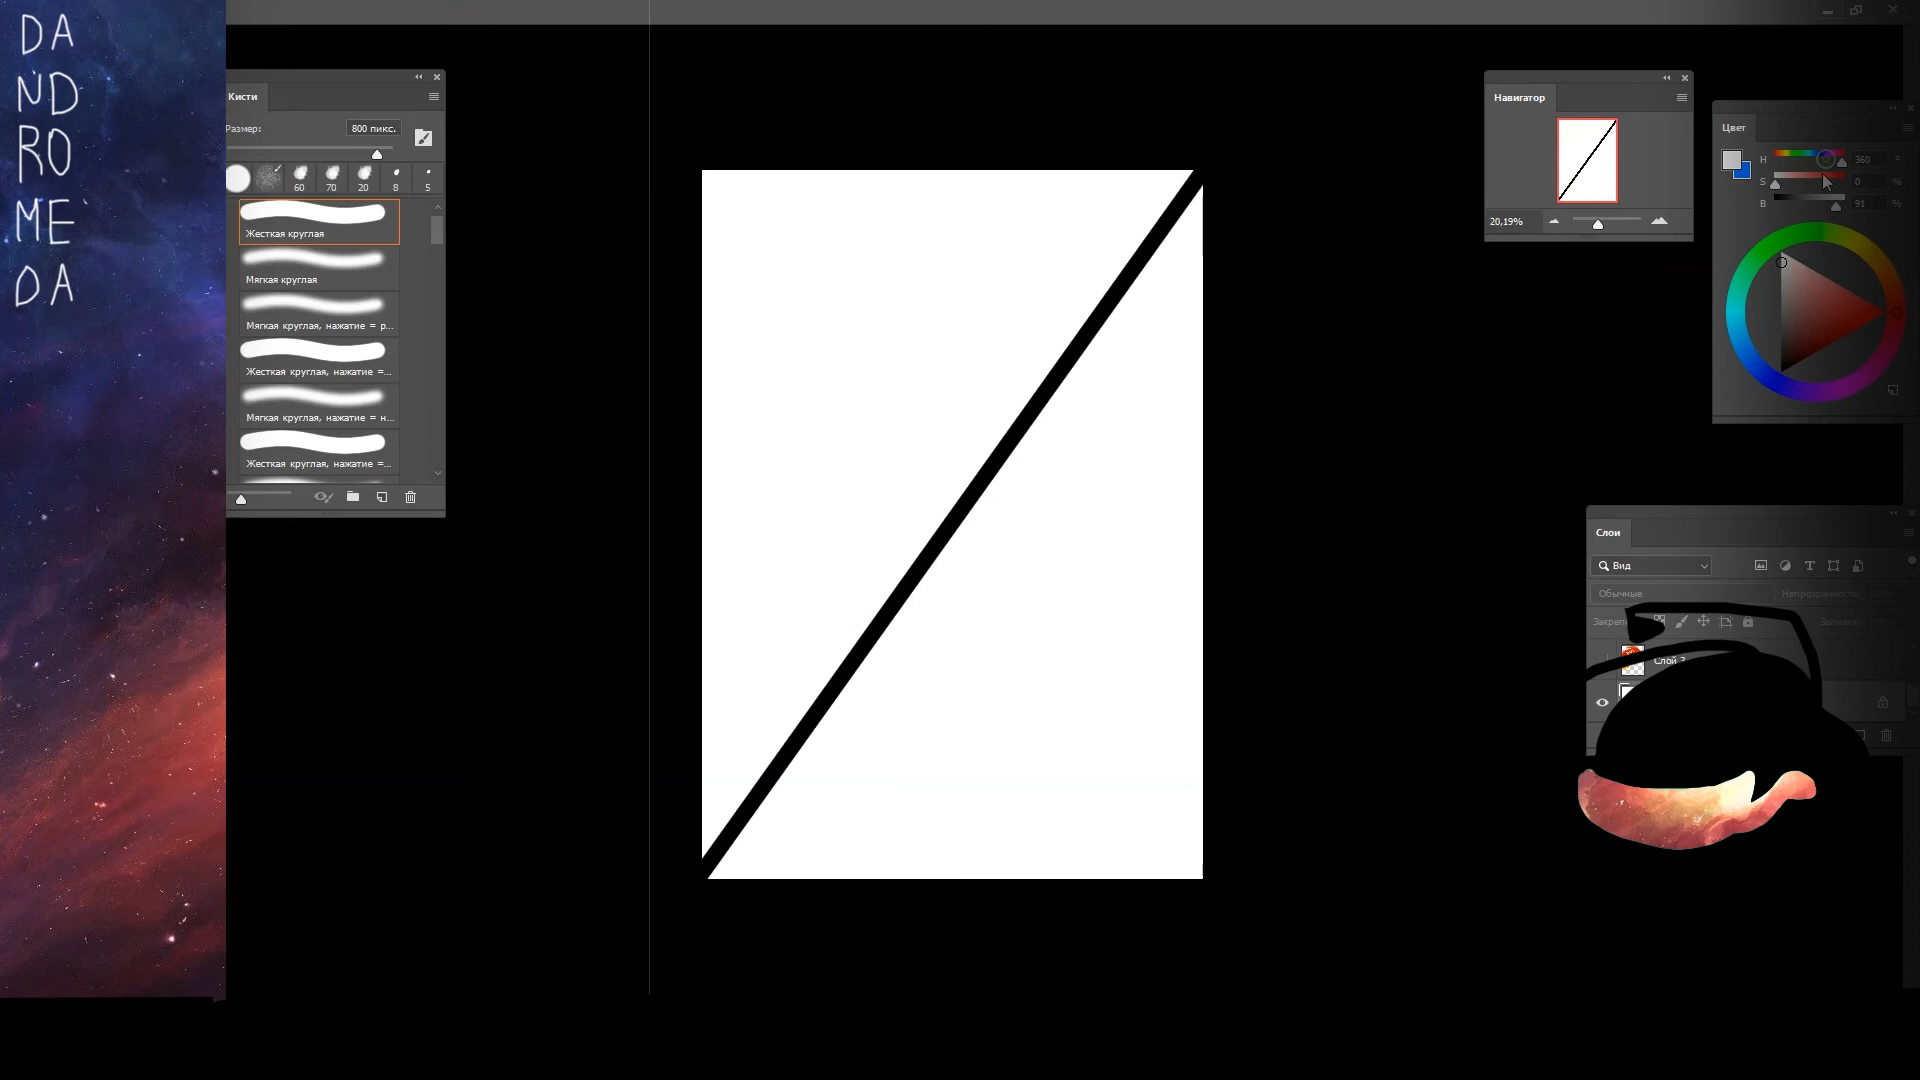 DA
ND
RO
ME
DA
Кисти
Размер:
800 пикс.
60 70 20 8 5
Жесткая круглая
Мягкая круглая
Мягкая круглая, нажатие = р...
Жесткая круглая, нажатие =...
Мягкая круглая, нажатие = н...
Жесткая круглая, нажатие =...
Навигатор
20,19%
Цвет
H 360 °
S 0 %
B 91 %
Слои
Вид
Обычные Непрозрачность:
Закреп Заливка:
Слой